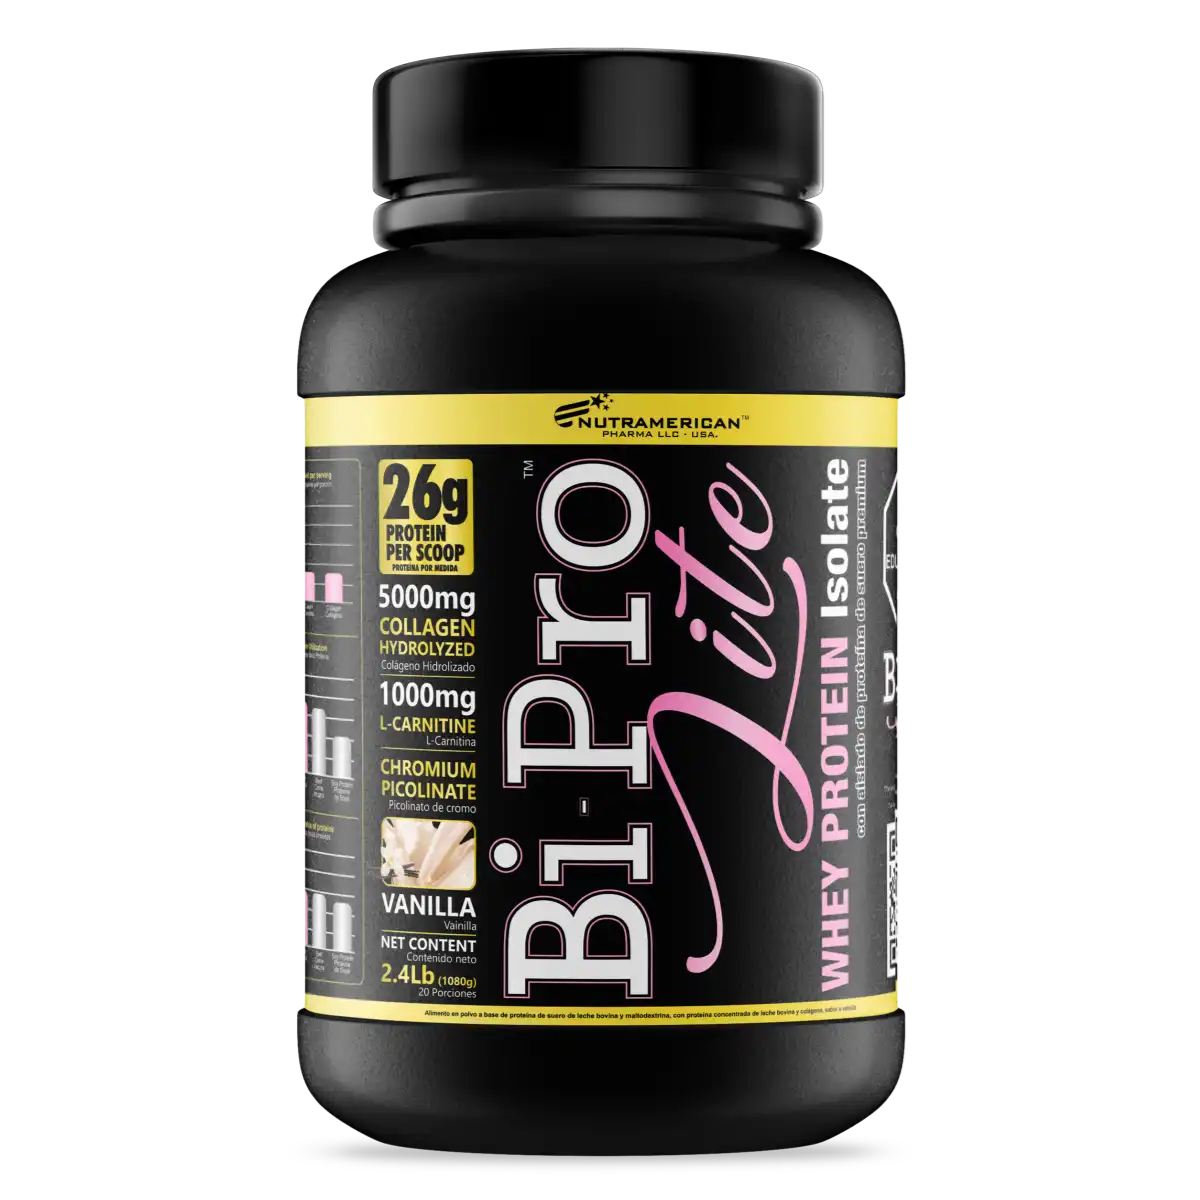 NUTRAMERICAN™
PHARMA LLC - USA.
26g
PROTEIN
PER SCOOP
PROTEÍNA POR MEDIDA
5000mg
COLLAGEN
HYDROLYZED
Colágeno Hidrolizado
1000mg
L-CARNITINE
L-Carnitina
CHROMIUM
PICOLINATE
Picolinato de cromo
VANILLA
Vainilla
NET CONTENT
Contenido neto
2.4Lb (1080g)
20 Porciones
Bi-Pro™
Lite
WHEY PROTEIN Isolate
con aislado de proteína de suero premium
Alimento en polvo a base de proteína de suero de leche bovina y maltodextrina, con proteína concentrada de leche bovina y colágeno, sabor a vainilla